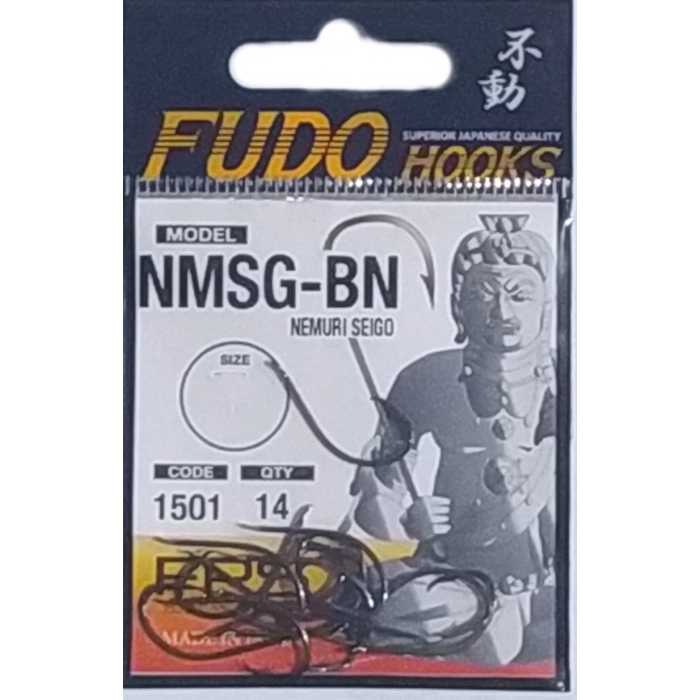 不動
FUDO
SUPERIOR JAPANESE QUALITY
HOOKS
MODEL
NMSG-BN
NEMURI SEIGO
SIZE
CODE QTY
1501 14